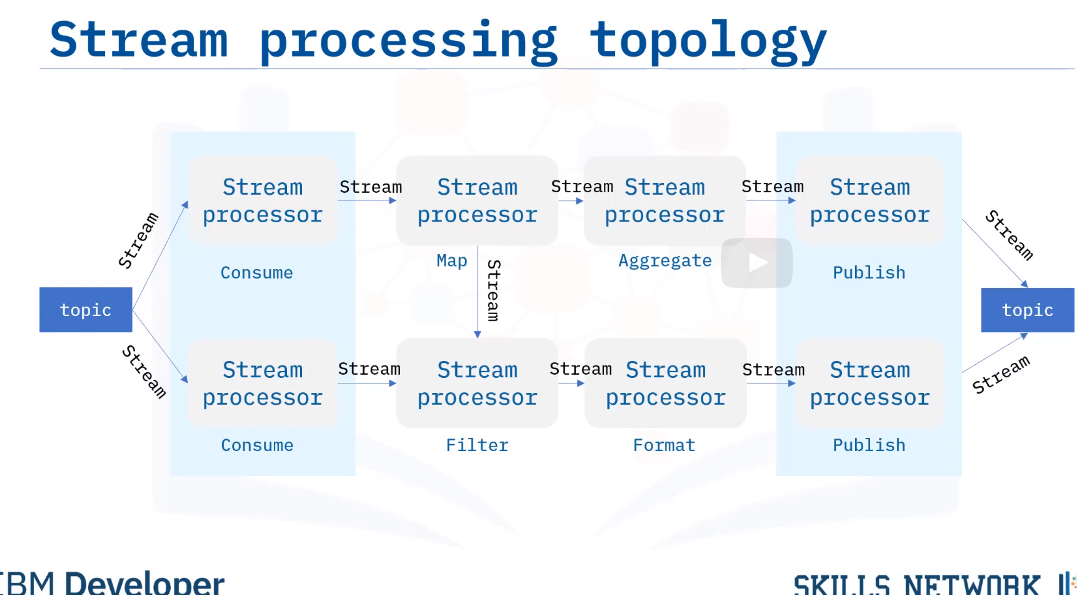 Stream processing topology
Stream
processor
Stream
Stream
processor
Stream
Stream
processor
Stream
Stream
processor
Stream
Stream
Consume
Map
Stream
Aggregate
Publish
topic
topic
Stream
Stream
processor
Stream
Stream
processor
Stream
Stream
processor
Stream
Stream
processor
Stream
Consume
Filter
Format
Publish
IBM Developer
SKILLS NETWORK